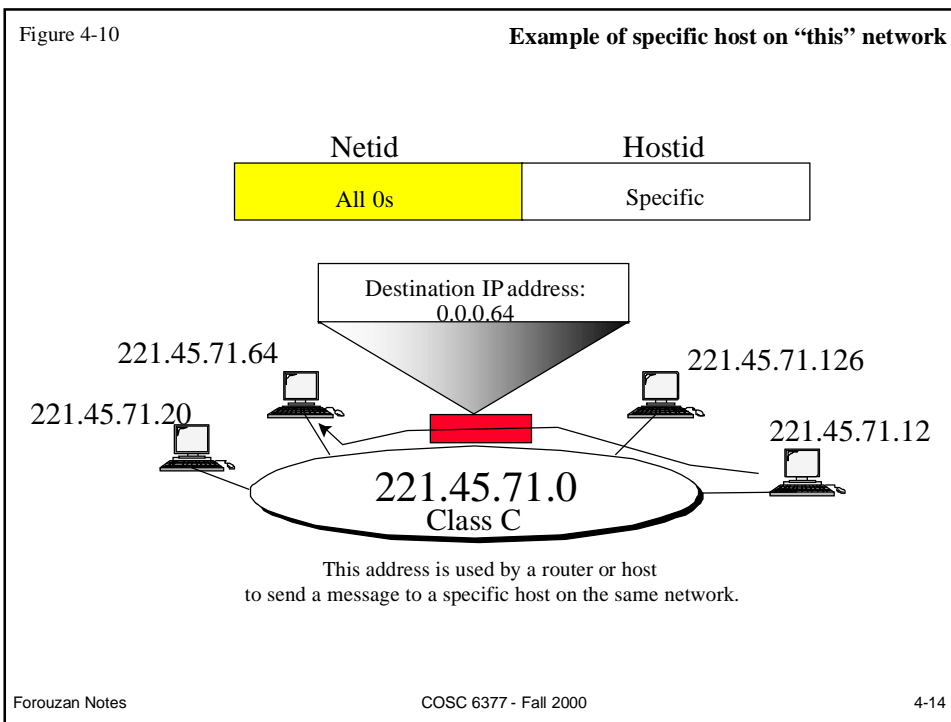 Figure 4-10
Example of specific host on “this” network
Netid
Hostid
All 0s
Specific
Destination IP address:
0.0.0.64
221.45.71.64
221.45.71.126
221.45.71.20
221.45.71.12
221.45.71.0
Class C
This address is used by a router or host
to send a message to a specific host on the same network.
Forouzan Notes
COSC 6377 - Fall 2000
4-14